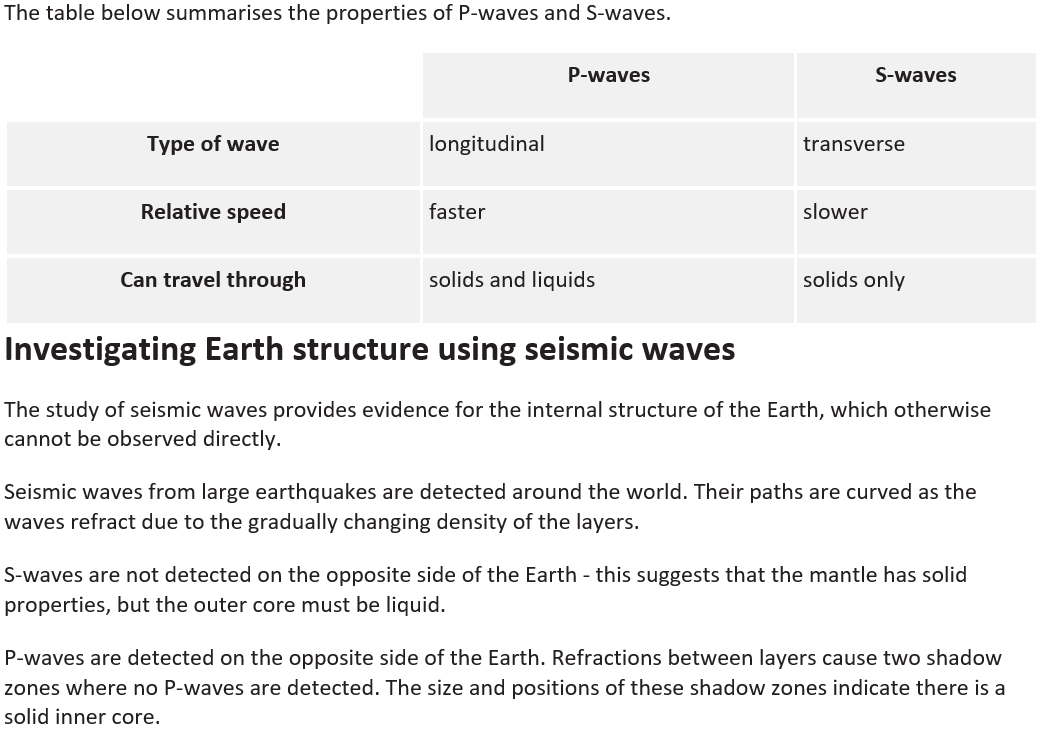 The table below summarises the properties of P-waves and S-waves.
P-waves S-waves
Type of wave longitudinal transverse
Relative speed faster slower
Can travel through solids and liquids solids only
Investigating Earth structure using seismic waves
The study of seismic waves provides evidence for the internal structure of the Earth, which otherwise
cannot be observed directly.
Seismic waves from large earthquakes are detected around the world. Their paths are curved as the
waves refract due to the gradually changing density of the layers.
S-waves are not detected on the opposite side of the Earth - this suggests that the mantle has solid
properties, but the outer core must be liquid.
P-waves are detected on the opposite side of the Earth. Refractions between layers cause two shadow
zones where no P-waves are detected. The size and positions of these shadow zones indicate there is a
solid inner core.